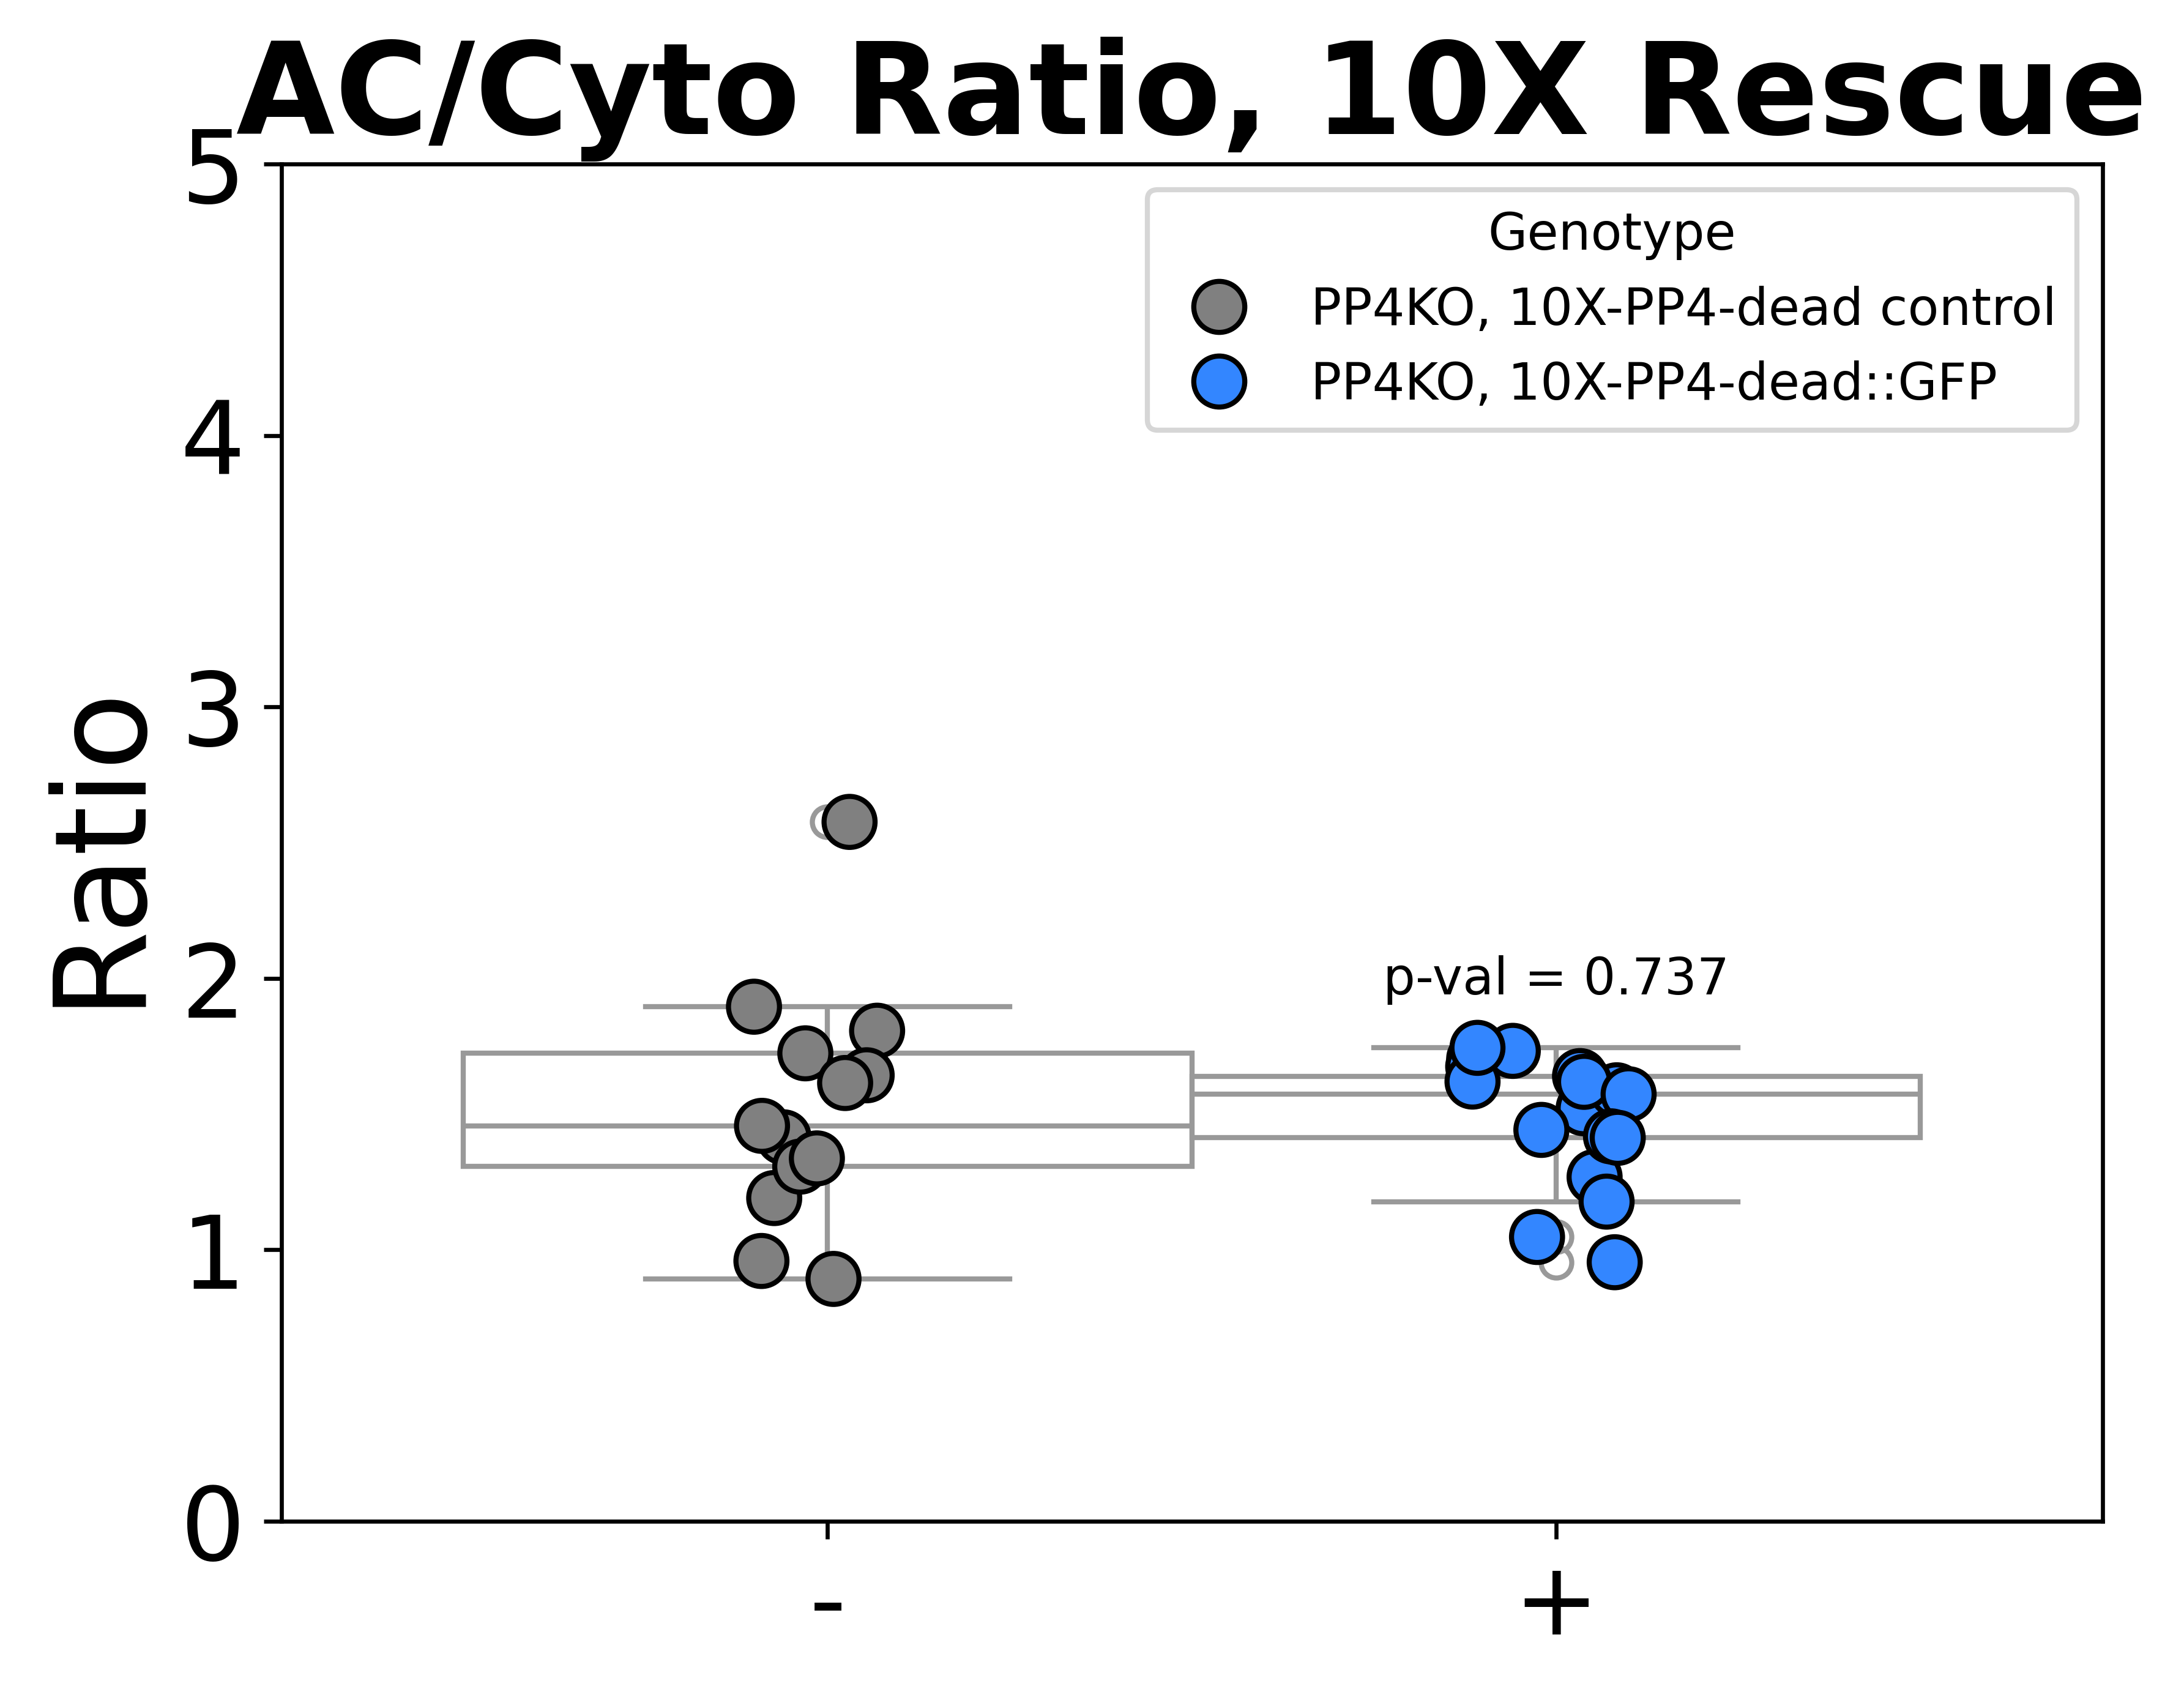 AC/Cyto Ratio, 10X Rescue
Genotype
PP4KO, 10X-PP4-dead control
PP4KO, 10X-PP4-dead::GFP
5
4
3
2
1
0
Ratio
p-val = 0.737
-
+